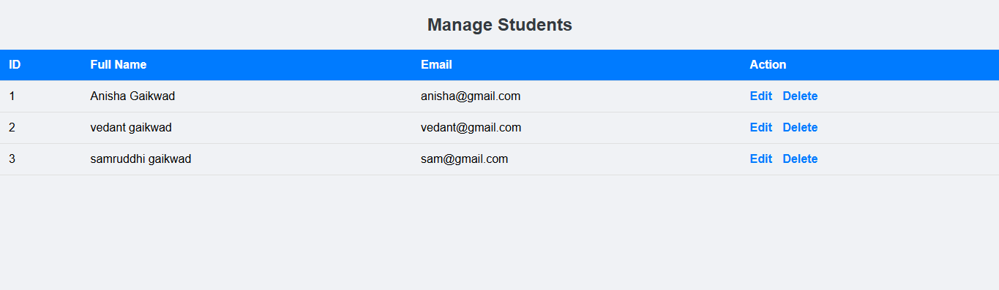 Manage Students
ID Full Name Email Action
1 Anisha Gaikwad anisha@gmail.com Edit Delete
2 vedant gaikwad vedant@gmail.com Edit Delete
3 samruddhi gaikwad sam@gmail.com Edit Delete